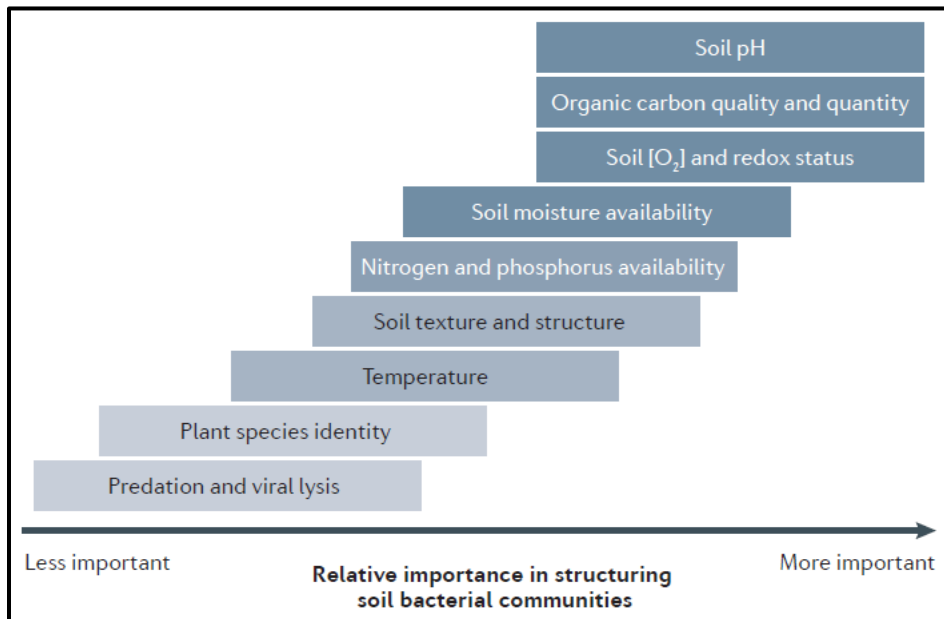 Soil pH
Organic carbon quality and quantity
Soil [O₂] and redox status
Soil moisture availability
Nitrogen and phosphorus availability
Soil texture and structure
Temperature
Plant species identity
Predation and viral lysis
Less important
More important
Relative importance in structuring
soil bacterial communities